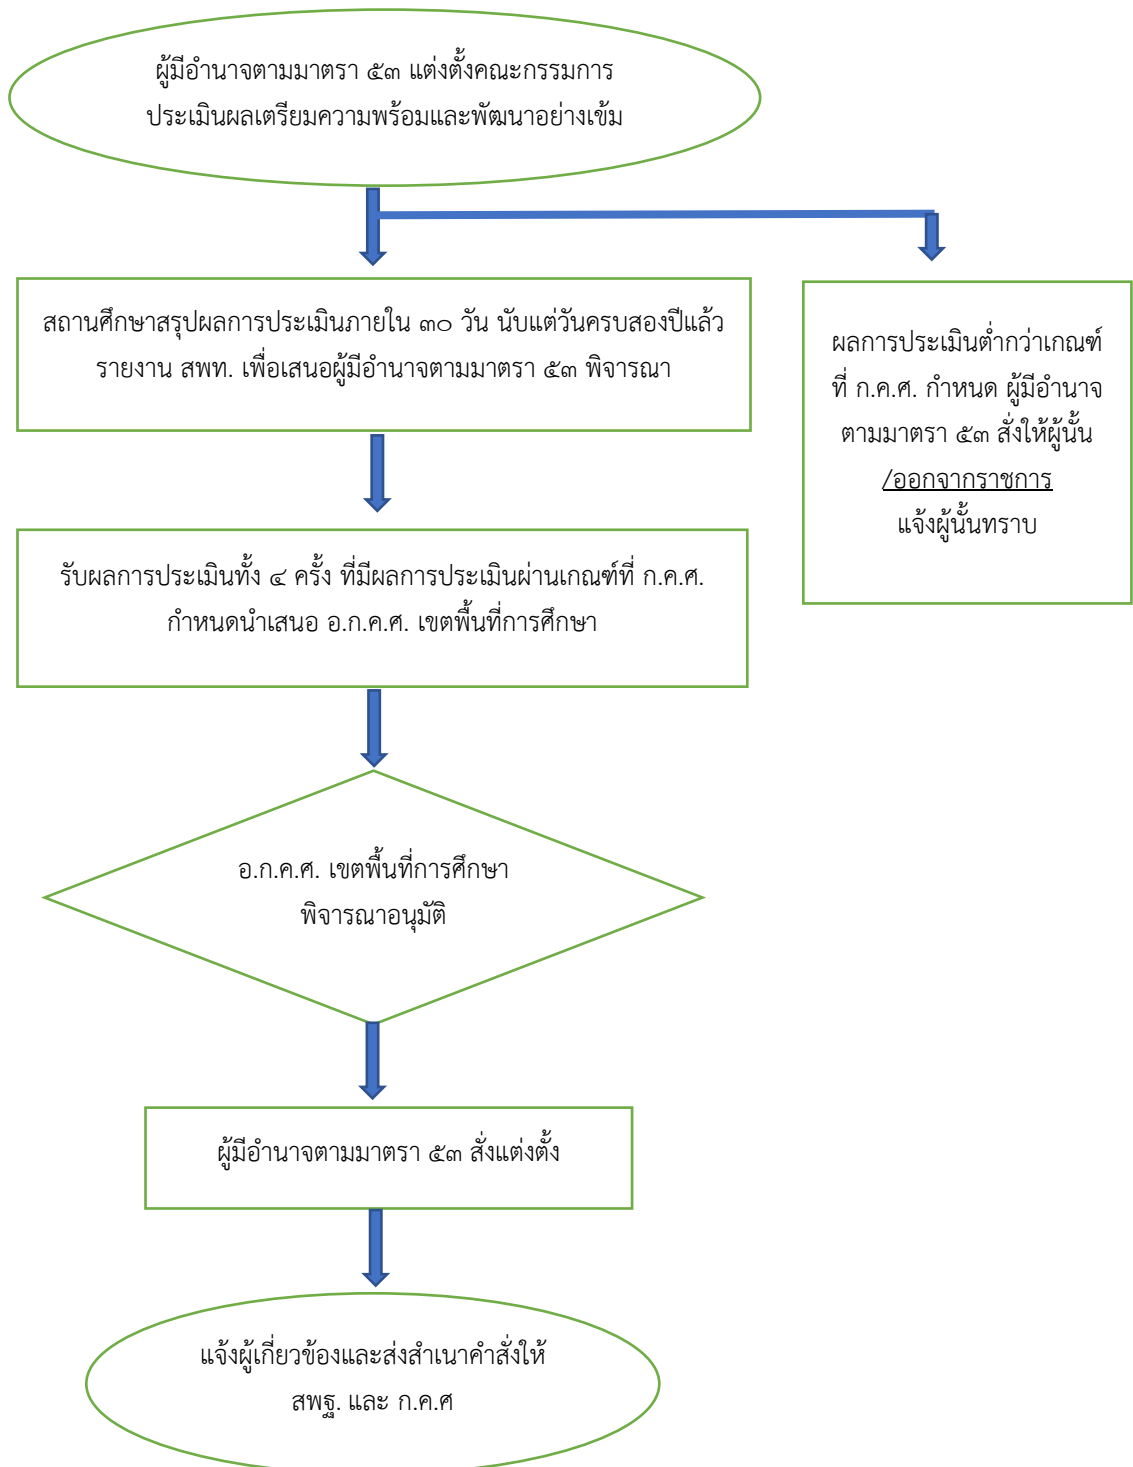 ผู้มีอำนาจตามมาตรา ๕๓ แต่งตั้งคณะกรรมการ
ประเมินผลเตรียมความพร้อมและพัฒนาอย่างเข้ม
สถานศึกษาสรุปผลการประเมินภายใน ๓๐ วัน นับแต่วันครบสองปีแล้ว
รายงาน สพท. เพื่อเสนอผู้มีอำนาจตามมาตรา ๕๓ พิจารณา
ผลการประเมินต่ำกว่าเกณฑ์
ที่ ก.ค.ศ. กำหนด ผู้มีอำนาจ
ตามมาตรา ๕๓ สั่งให้ผู้นั้น
/ออกจากราชการ
แจ้งผู้นั้นทราบ
รับผลการประเมินทั้ง ๔ ครั้ง ที่มีผลการประเมินผ่านเกณฑ์ที่ ก.ค.ศ.
กำหนดนำเสนอ อ.ก.ค.ศ. เขตพื้นที่การศึกษา
อ.ก.ค.ศ. เขตพื้นที่การศึกษา
พิจารณาอนุมัติ
ผู้มีอำนาจตามมาตรา ๕๓ สั่งแต่งตั้ง
แจ้งผู้เกี่ยวข้องและส่งสำเนาคำสั่งให้
สพฐ. และ ก.ค.ศ